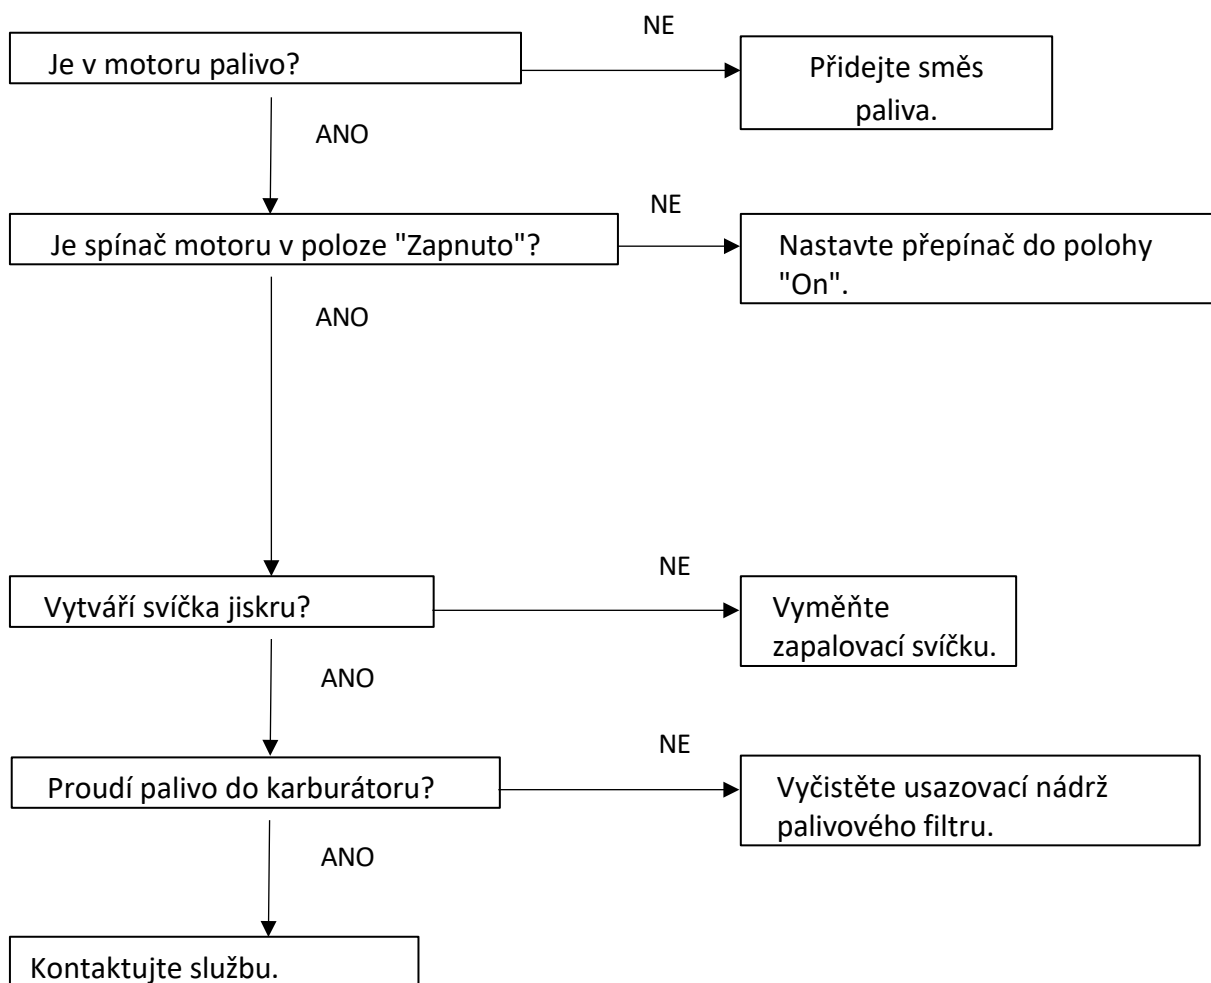 NE
Je v motoru palivo?
Přidejte směs
paliva.
ANO
NE
Je spínač motoru v poloze "Zapnuto"?
Nastavte přepínač do polohy
"On".
ANO
NE
Vytváří svíčka jiskru?
Vyměňte
zapalovací svíčku.
ANO
NE
Proudí palivo do karburátoru?
Vyčistěte usazovací nádrž
palivového filtru.
ANO
Kontaktujte službu.